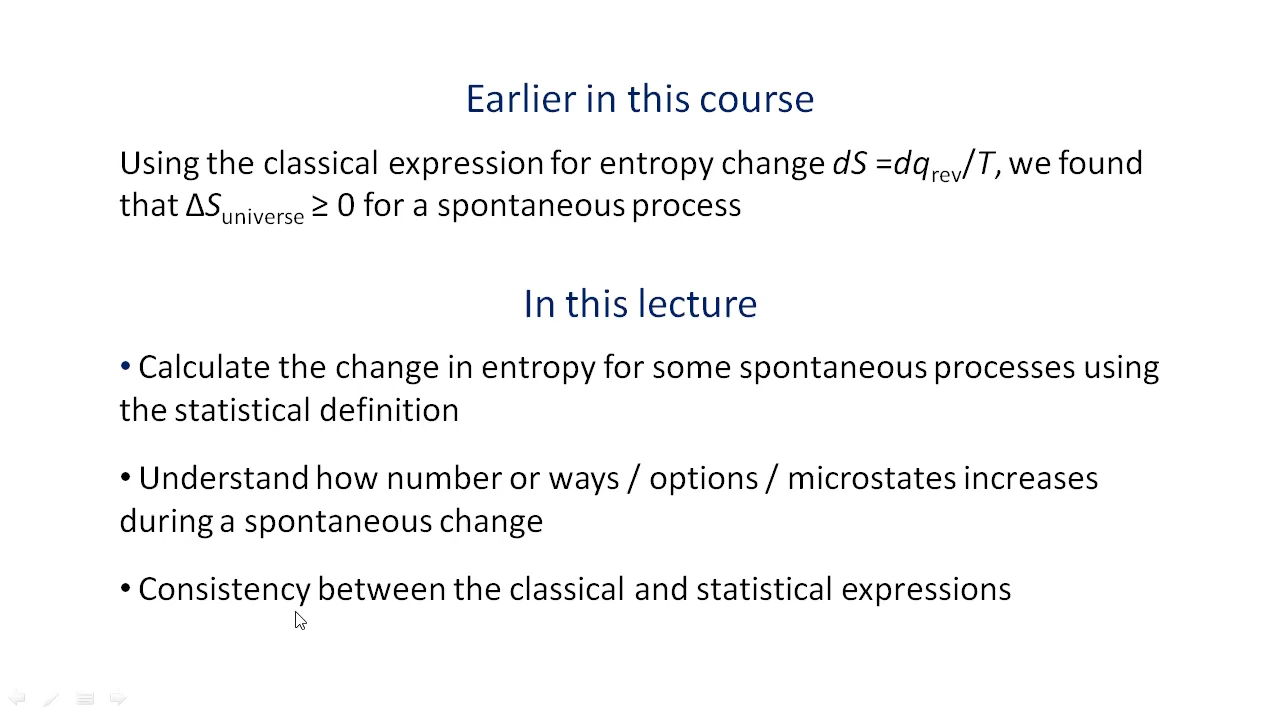 Earlier in this course
Using the classical expression for entropy change dS =dq_rev/T, we found
that ΔS_universe ≥ 0 for a spontaneous process
In this lecture
• Calculate the change in entropy for some spontaneous processes using
the statistical definition
• Understand how number or ways / options / microstates increases
during a spontaneous change
• Consistency between the classical and statistical expressions